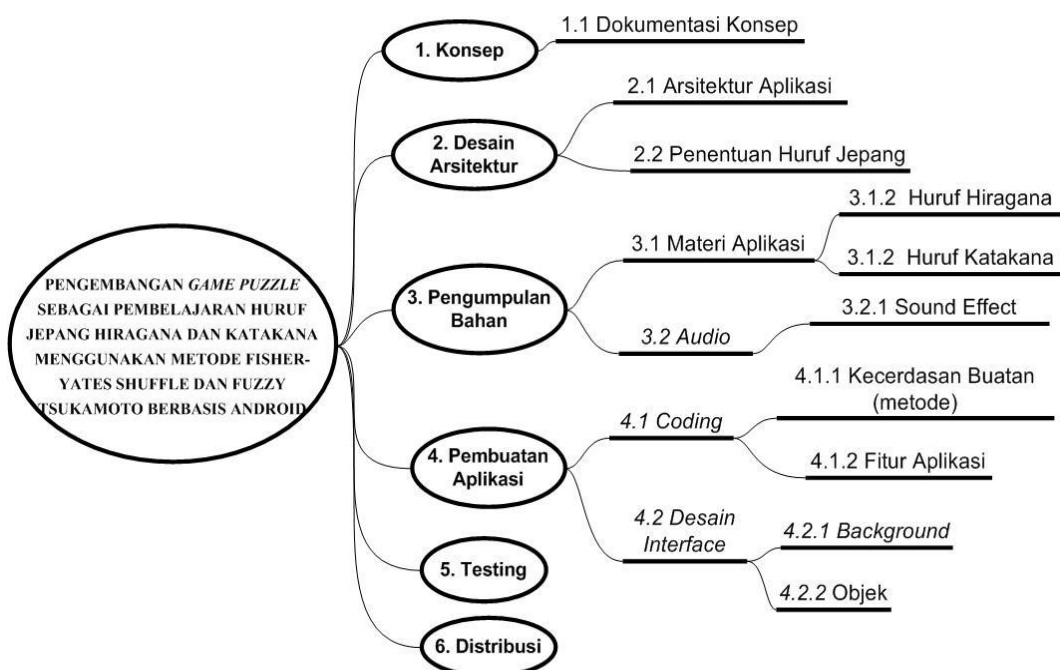 PENGEMBANGAN GAME PUZZLE
SEBAGAI PEMBELAJARAN HURUF
JEPANG HIRAGANA DAN KATAKANA
MENGGUNAKAN METODE FISHER-
YATES SHUFFLE DAN FUZZY
TSUKAMOTO BERBASIS ANDROID
1. Konsep
1.1 Dokumentasi Konsep
2. Desain
Arsitektur
2.1 Arsitektur Aplikasi
2.2 Penentuan Huruf Jepang
3. Pengumpulan
Bahan
3.1 Materi Aplikasi
3.1.2 Huruf Hiragana
3.1.2 Huruf Katakana
3.2 Audio
3.2.1 Sound Effect
4. Pembuatan
Aplikasi
4.1 Coding
4.1.1 Kecerdasan Buatan
(metode)
4.1.2 Fitur Aplikasi
4.2 Desain
Interface
4.2.1 Background
4.2.2 Objek
5. Testing
6. Distribusi